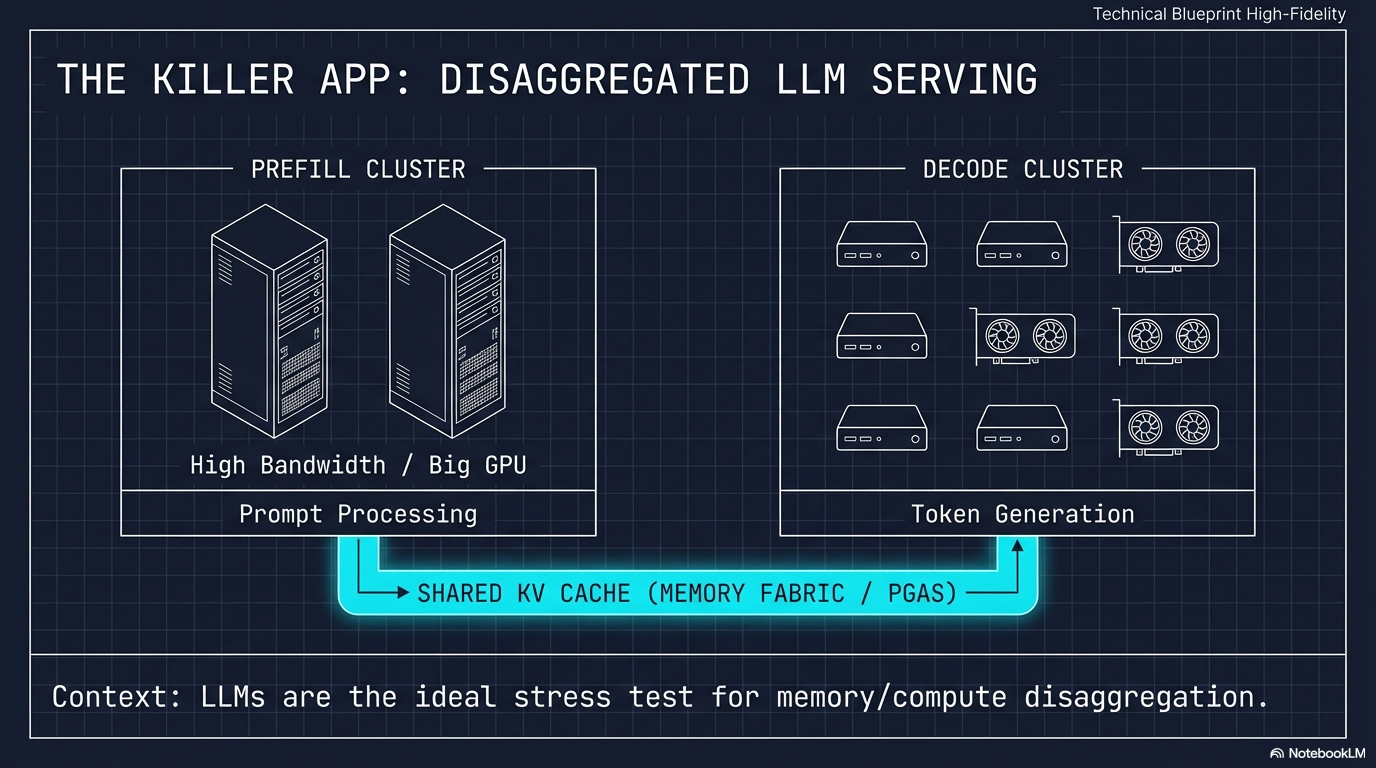 Technical Blueprint High-Fidelity
THE KILLER APP: DISAGGREGATED LLM SERVING
PREFILL CLUSTER
High Bandwidth / Big GPU
Prompt Processing
DECODE CLUSTER
Token Generation
SHARED KV CACHE (MEMORY FABRIC / PGAS)
Context: LLMs are the ideal stress test for memory/compute disaggregation.
NotebookLM